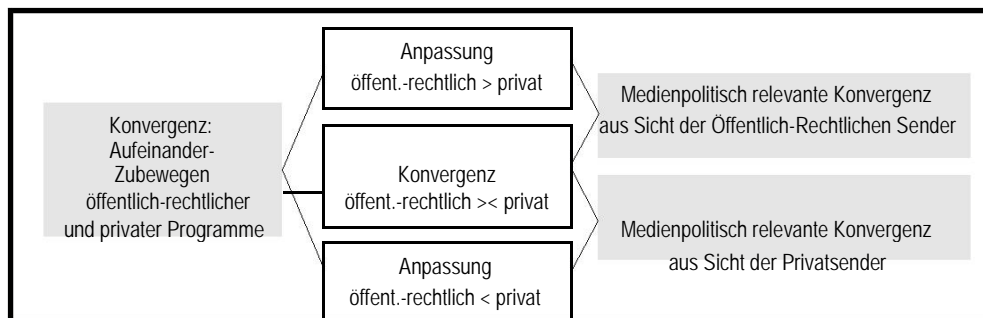 Konvergenz:
Aufeinander-
Zubewegen
öffentlich-rechtlicher
und privater Programme
Anpassung
öffent.-rechtlich > privat
Konvergenz
öffent.-rechtlich >< privat
Anpassung
öffent.-rechtlich < privat
Medienpolitisch relevante Konvergenz
aus Sicht der Öffentlich-Rechtlichen Sender
Medienpolitisch relevante Konvergenz
aus Sicht der Privatsender